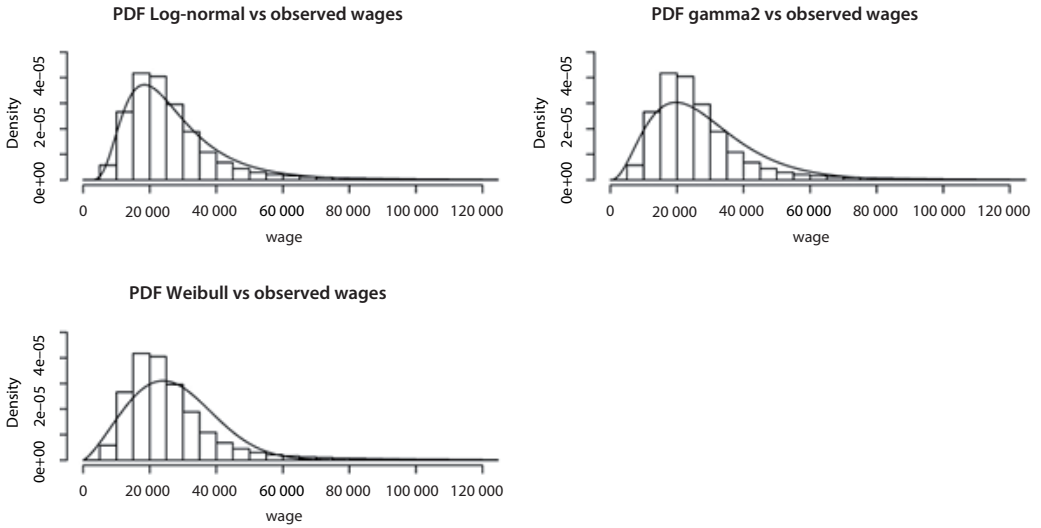 PDF Log-normal vs observed wages
Density
0e+00 2e–05 4e–05
0 20 000 40 000 60 000 80 000 100 000 120 000
wage
PDF gamma2 vs observed wages
Density
0e+00 2e–05 4e–05
0 20 000 40 000 60 000 80 000 100 000 120 000
wage
PDF Weibull vs observed wages
Density
0e+00 2e–05 4e–05
0 20 000 40 000 60 000 80 000 100 000 120 000
wage